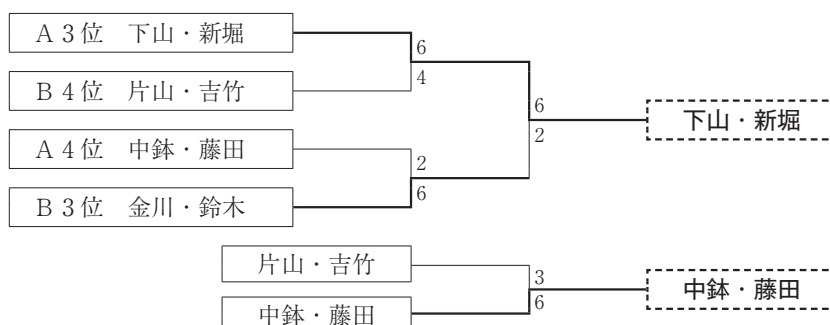 A３位　下山・新堀
6
4
B４位　片山・吉竹
6
2
下山・新堀
A４位　中鉢・藤田
2
6
B３位　金川・鈴木
片山・吉竹
3
6
中鉢・藤田
中鉢・藤田